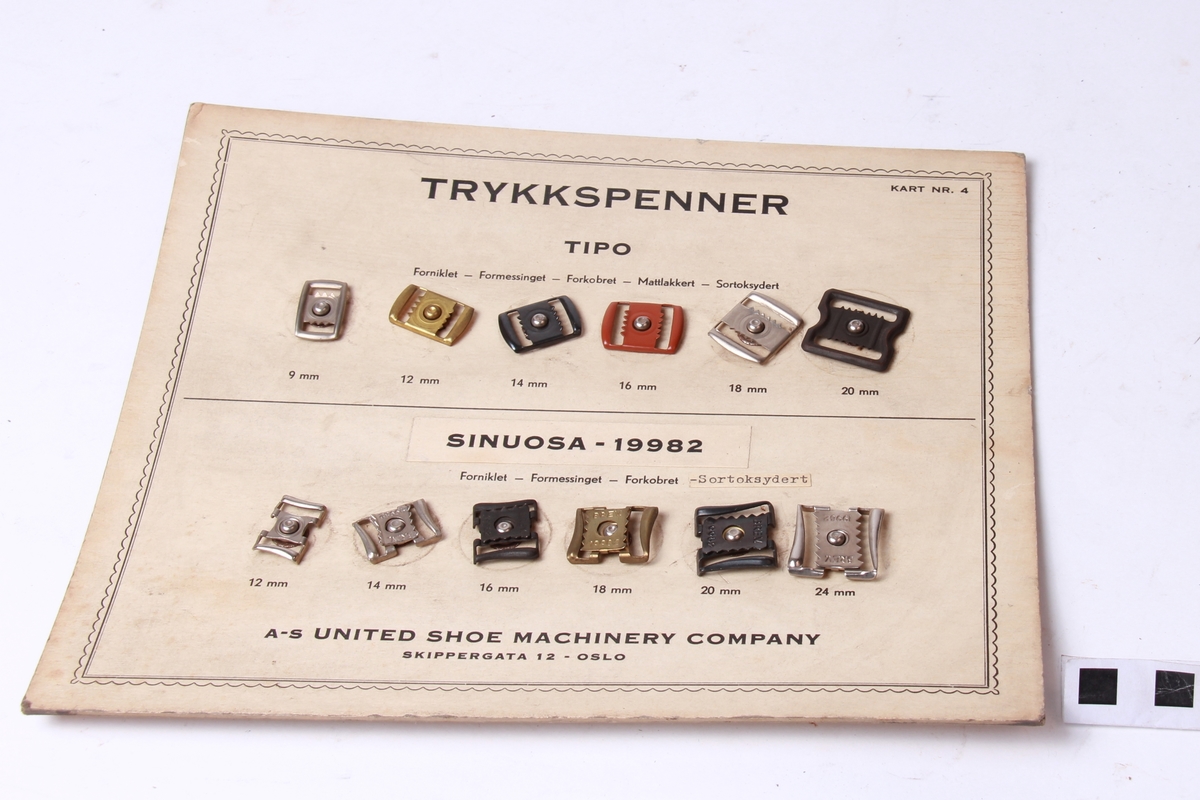 TRYKKSPENNER
KART NR. 4
TIPO
Forniklet — Formessinget — Forkobret — Mattlakkert — Sortoksydert
9 mm 12 mm 14 mm 16 mm 18 mm 20 mm
SINUOSA - 19982
Forniklet — Formessinget — Forkobret -Sortoksydert
12 mm 14 mm 16 mm 18 mm 20 mm 24 mm
A-S UNITED SHOE MACHINERY COMPANY
SKIPPERGATA 12 - OSLO